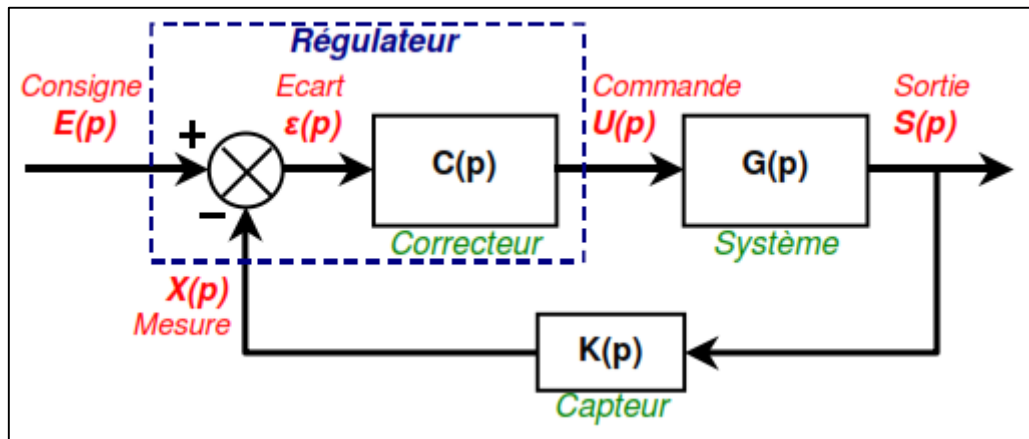 Régulateur
Consigne
E(p)
+
−
Ecart
ε(p)
C(p)
Correcteur
Commande
U(p)
G(p)
Système
Sortie
S(p)
X(p)
Mesure
K(p)
Capteur